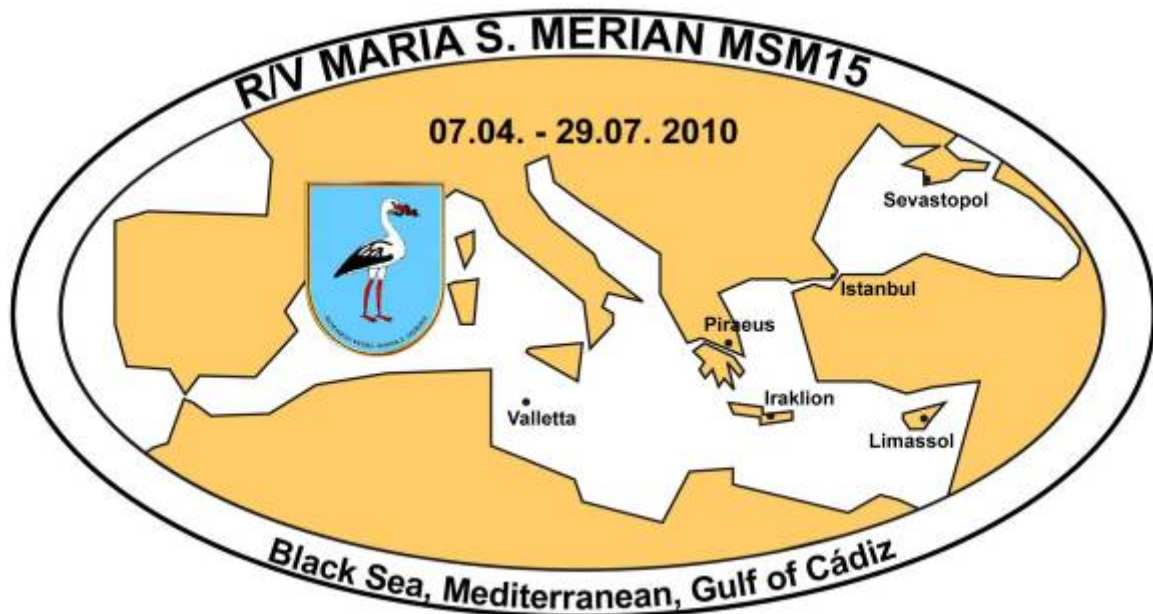 R/V MARIA S. MERIAN MSM15
07.04. - 29.07. 2010
Sevastopol
Istanbul
Piraeus
Iraklion
Valletta
Limassol
Black Sea, Mediterranean, Gulf of Cádiz